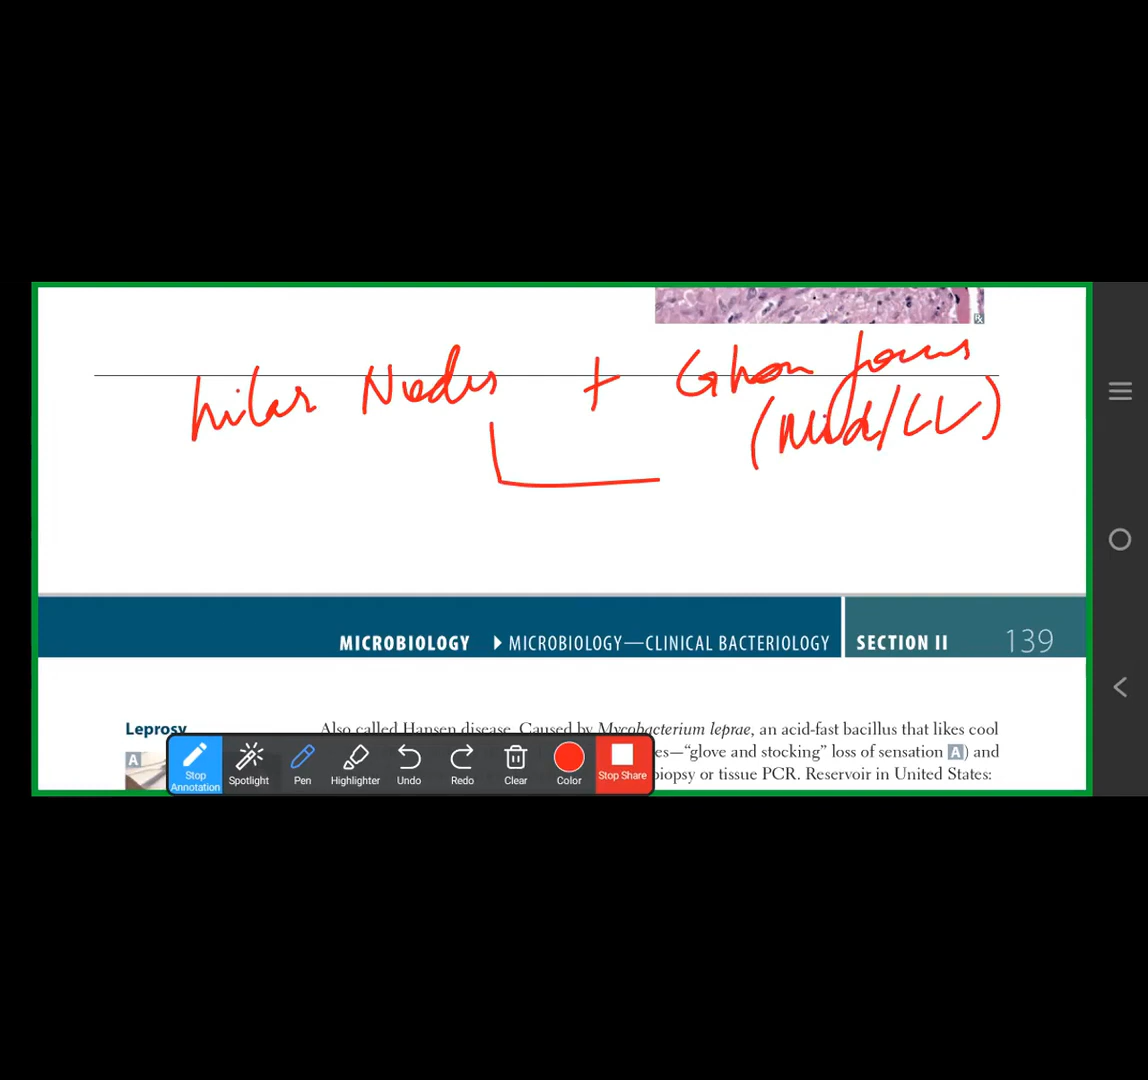 hilar Nodes + Ghon focus
(Mid/LL)
MICROBIOLOGY ▶ MICROBIOLOGY—CLINICAL BACTERIOLOGY SECTION II 139
Leprosy
Also called Hansen disease. Caused by Mycobacterium leprae, an acid-fast bacillus that likes cool
A
es—“glove and stocking” loss of sensation A) and
biopsy or tissue PCR. Reservoir in United States:
Stop Annotation
Spotlight
Pen
Highlighter
Undo
Redo
Clear
Color
Stop Share